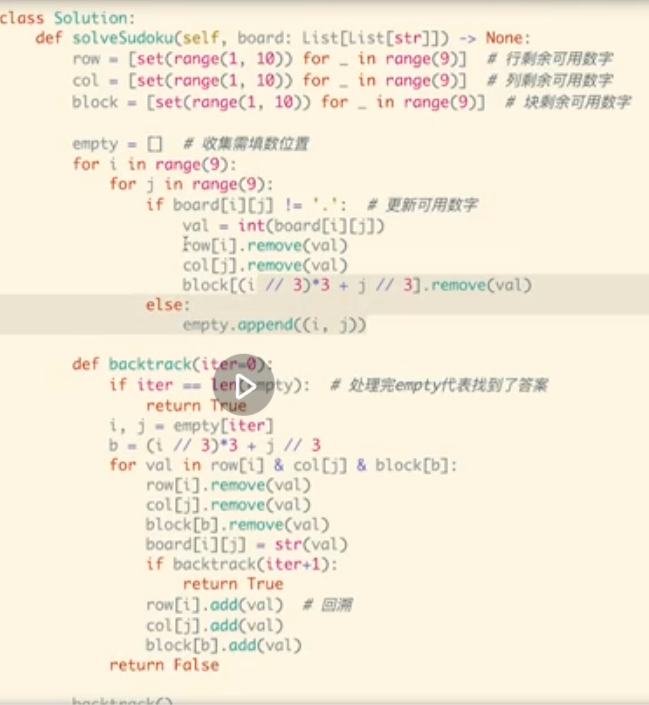 class Solution:
    def solveSudoku(self, board: List[List[str]]) -> None:
        row = [set(range(1, 10)) for _ in range(9)]  # 行剩余可用数字
        col = [set(range(1, 10)) for _ in range(9)]  # 列剩余可用数字
        block = [set(range(1, 10)) for _ in range(9)]  # 块剩余可用数字

        empty = []  # 收集需填数位置
        for i in range(9):
            for j in range(9):
                if board[i][j] != '.':  # 更新可用数字
                    val = int(board[i][j])
                    row[i].remove(val)
                    col[j].remove(val)
                    block[(i // 3)*3 + j // 3].remove(val)
                else:
                    empty.append((i, j))

        def backtrack(iter=0):
            if iter == len(empty):  # 处理完empty代表找到了答案
                return True
            i, j = empty[iter]
            b = (i // 3)*3 + j // 3
            for val in row[i] & col[j] & block[b]:
                row[i].remove(val)
                col[j].remove(val)
                block[b].remove(val)
                board[i][j] = str(val)
                if backtrack(iter+1):
                    return True
                row[i].add(val)  # 回溯
                col[j].add(val)
                block[b].add(val)
            return False

        backtrack()